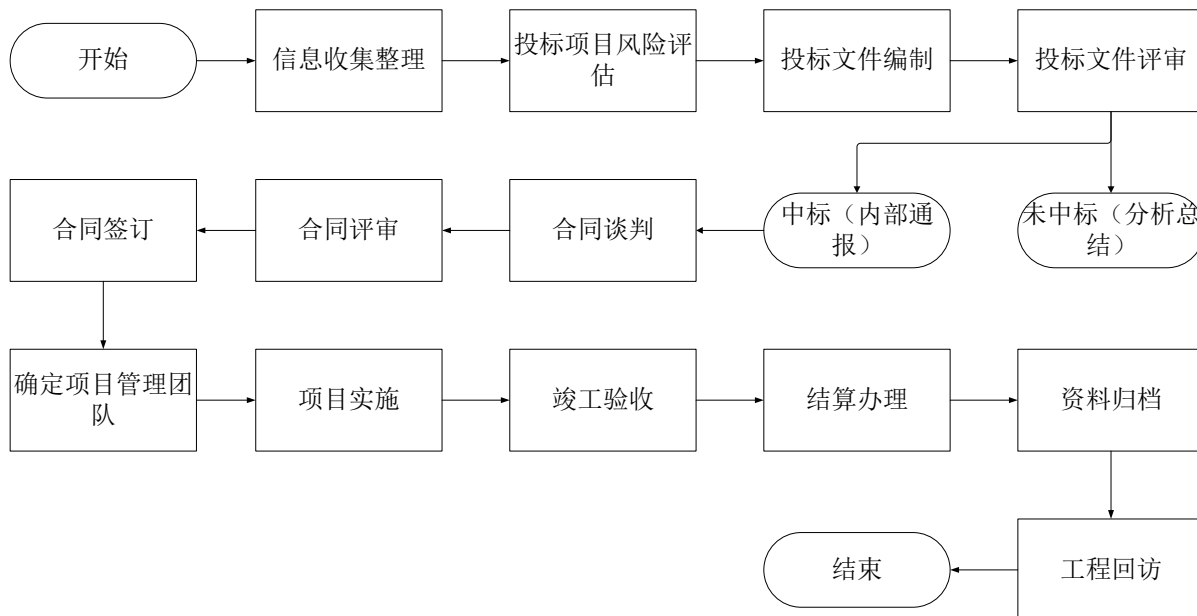 开始
信息收集整理
投标项目风险评
估
投标文件编制
投标文件评审
合同签订
合同评审
合同谈判
中标（内部通
报）
未中标（分析总
结）
确定项目管理团
队
项目实施
竣工验收
结算办理
资料归档
结束
工程回访